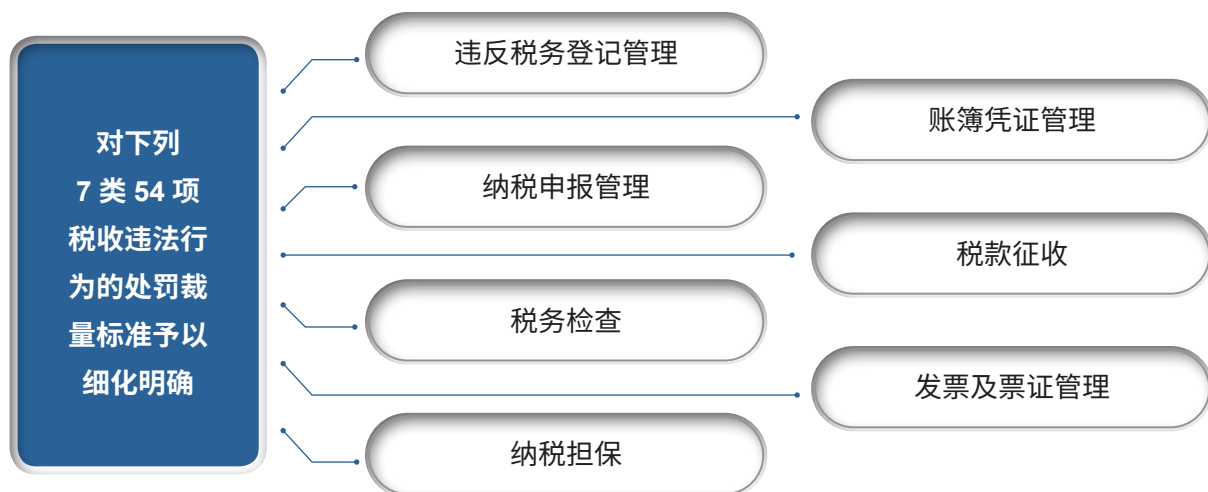 对下列
7 类 54 项
税收违法行
为的处罚裁
量标准予以
细化明确
违反税务登记管理
账簿凭证管理
纳税申报管理
税款征收
税务检查
发票及票证管理
纳税担保